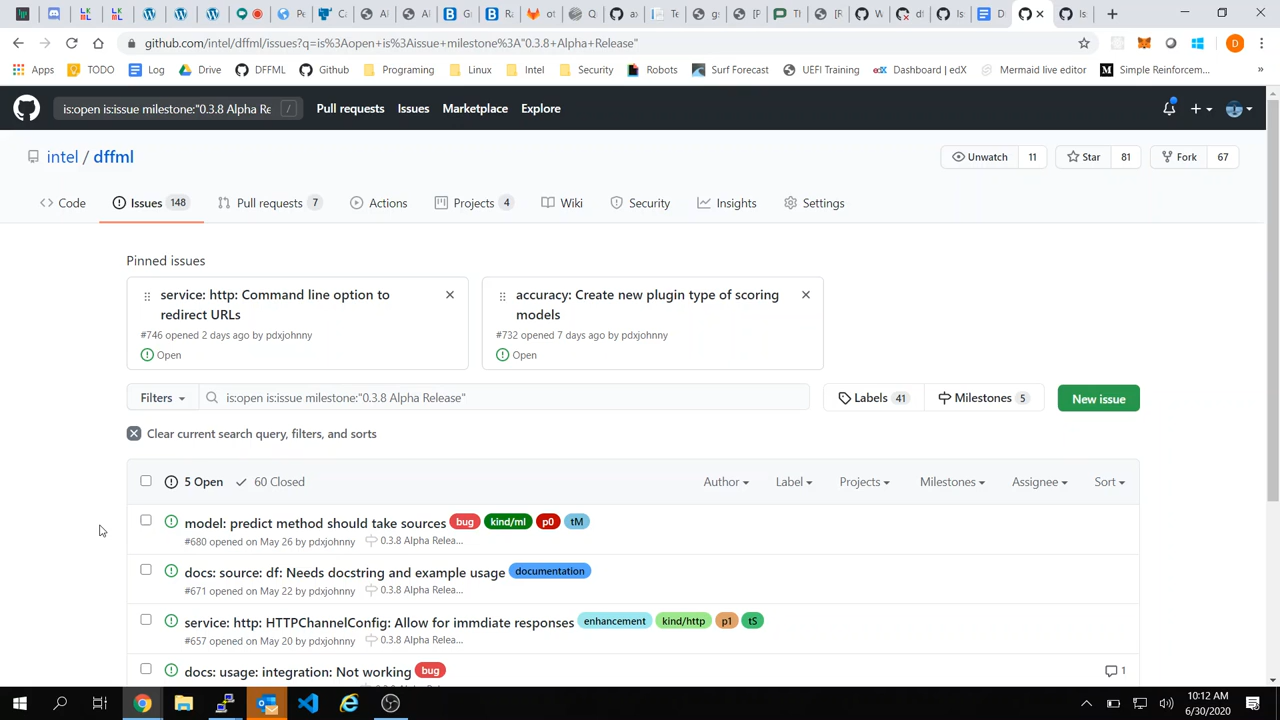 github.com/intel/dffml/issues?q=is%3Aopen+is%3Aissue+milestone%3A"0.3.8+Alpha+Release"
Apps TODO Log Drive DFFML Github Programing Linux Intel Security Robots Surf Forecast UEFI Training Dashboard | edX Mermaid live editor Simple Reinforcem... »
is:open is:issue milestone:"0.3.8 Alpha Re / Pull requests Issues Marketplace Explore
intel / dffml Unwatch 11 Star 81 Fork 67
Code Issues 148 Pull requests 7 Actions Projects 4 Wiki Security Insights Settings
Pinned issues
service: http: Command line option to
redirect URLs
#746 opened 2 days ago by pdxjohnny
Open
accuracy: Create new plugin type of scoring
models
#732 opened 7 days ago by pdxjohnny
Open
Filters is:open is:issue milestone:"0.3.8 Alpha Release" Labels 41 Milestones 5 New issue
Clear current search query, filters, and sorts
5 Open 60 Closed Author Label Projects Milestones Assignee Sort
model: predict method should take sources bug kind/ml p0 tM
#680 opened on May 26 by pdxjohnny 0.3.8 Alpha Relea...
docs: source: df: Needs docstring and example usage documentation
#671 opened on May 22 by pdxjohnny 0.3.8 Alpha Relea...
service: http: HTTPChannelConfig: Allow for immdiate responses enhancement kind/http p1 tS
#657 opened on May 20 by pdxjohnny 0.3.8 Alpha Relea...
docs: usage: integration: Not working bug 1
10:12 AM
6/30/2020